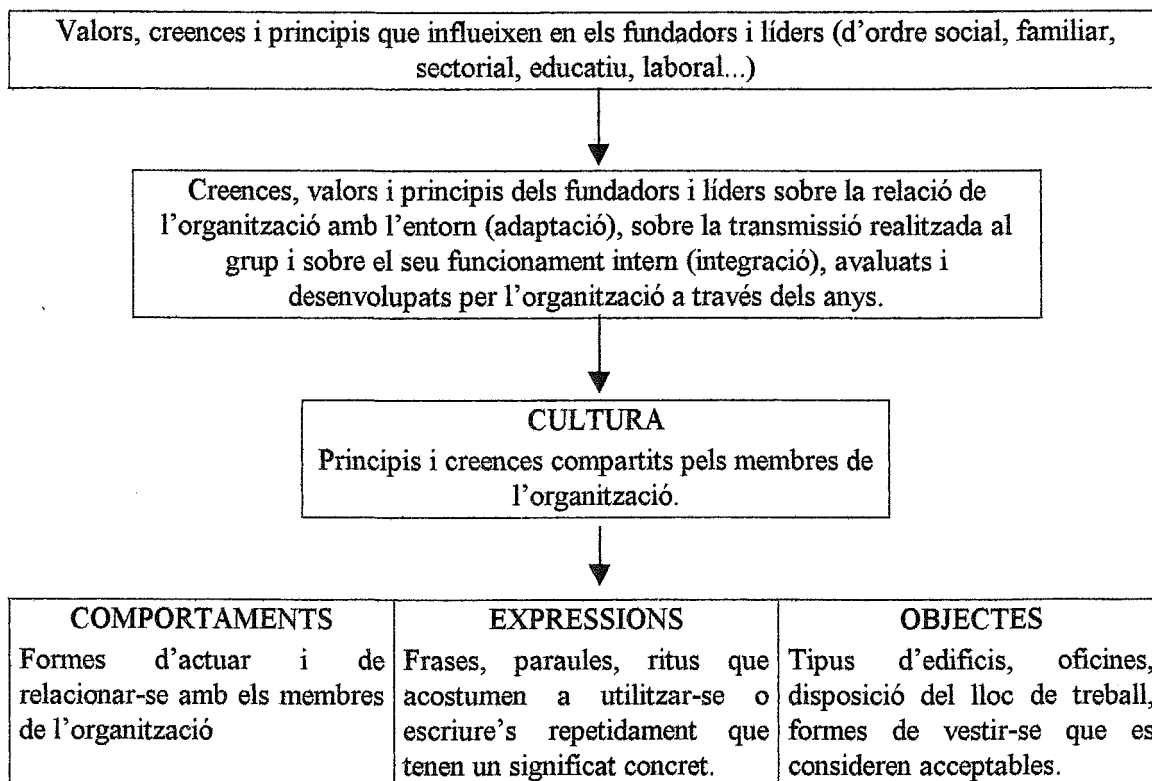 Valors, creences i principis que influeixen en els fundadors i líders (d'ordre social, familiar,
sectorial, educatiu, laboral...)
Creences, valors i principis dels fundadors i líders sobre la relació de
l'organització amb l'entorn (adaptació), sobre la transmissió realitzada al
grup i sobre el seu funcionament intern (integració), avaluats i
desenvolupats per l'organització a través dels anys.
CULTURA
Principis i creences compartits pels membres de
l'organització.
COMPORTAMENTS
Formes d'actuar i de
relacionar-se amb els membres
de l'organització
EXPRESSIONS
Frases, paraules, ritus que
acostumen a utilitzar-se o
escriure's repetidament que
tenen un significat concret.
OBJECTES
Tipus d'edificis, oficines,
disposició del lloc de treball,
formes de vestir-se que es
consideren acceptables.